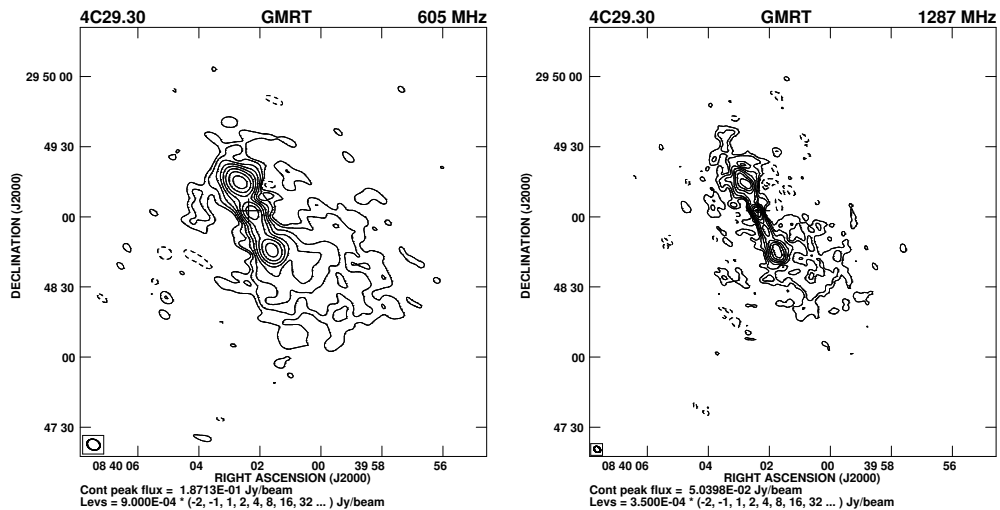 4C29.30 GMRT 605 MHz
29 50 00
49 30
00
48 30
00
47 30
DECLINATION (J2000)
08 40 06 04 02 00 39 58 56
RIGHT ASCENSION (J2000)
Cont peak flux = 1.8713E-01 Jy/beam
Levs = 9.000E-04 * (-2, -1, 1, 2, 4, 8, 16, 32 ... ) Jy/beam
4C29.30 GMRT 1287 MHz
29 50 00
49 30
00
48 30
00
47 30
DECLINATION (J2000)
08 40 06 04 02 00 39 58 56
RIGHT ASCENSION (J2000)
Cont peak flux = 5.0398E-02 Jy/beam
Levs = 3.500E-04 * (-2, -1, 1, 2, 4, 8, 16, 32 ... ) Jy/beam